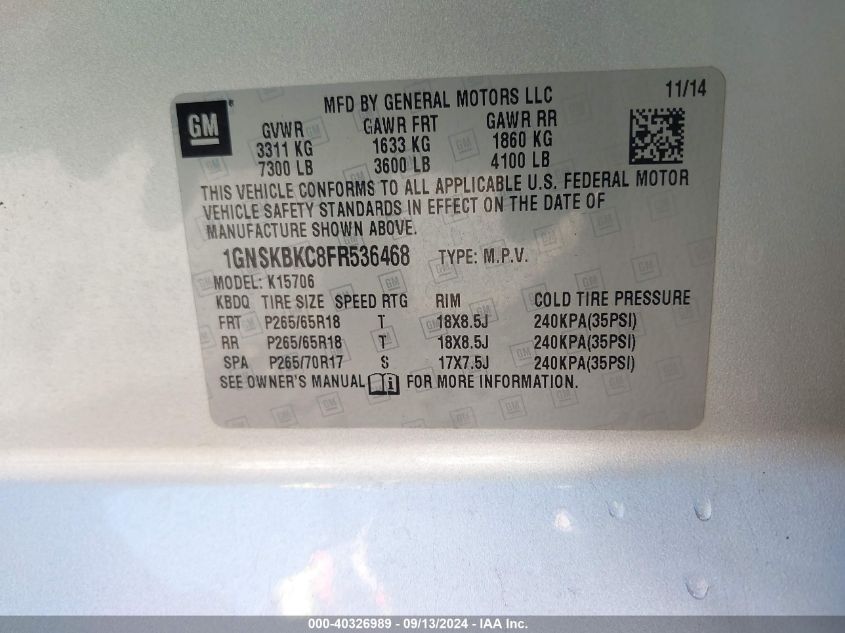 GM
MFD BY GENERAL MOTORS LLC
11/14
GVWR GAWR FRT GAWR RR
3311 KG 1633 KG 1860 KG
7300 LB 3600 LB 4100 LB
THIS VEHICLE CONFORMS TO ALL APPLICABLE U.S. FEDERAL MOTOR
VEHICLE SAFETY STANDARDS IN EFFECT ON THE DATE OF
MANUFACTURE SHOWN ABOVE.
1GNSKBKC8FR536468 TYPE: M.P.V.
MODEL: K15706
KBDQ TIRE SIZE SPEED RTG RIM COLD TIRE PRESSURE
FRT P265/65R18 T 18X8.5J 240KPA(35PSI)
RR P265/65R18 T 18X8.5J 240KPA(35PSI)
SPA P265/70R17 S 17X7.5J 240KPA(35PSI)
SEE OWNER'S MANUAL i FOR MORE INFORMATION.
000-40326989 - 09/13/2024 - IAA Inc.